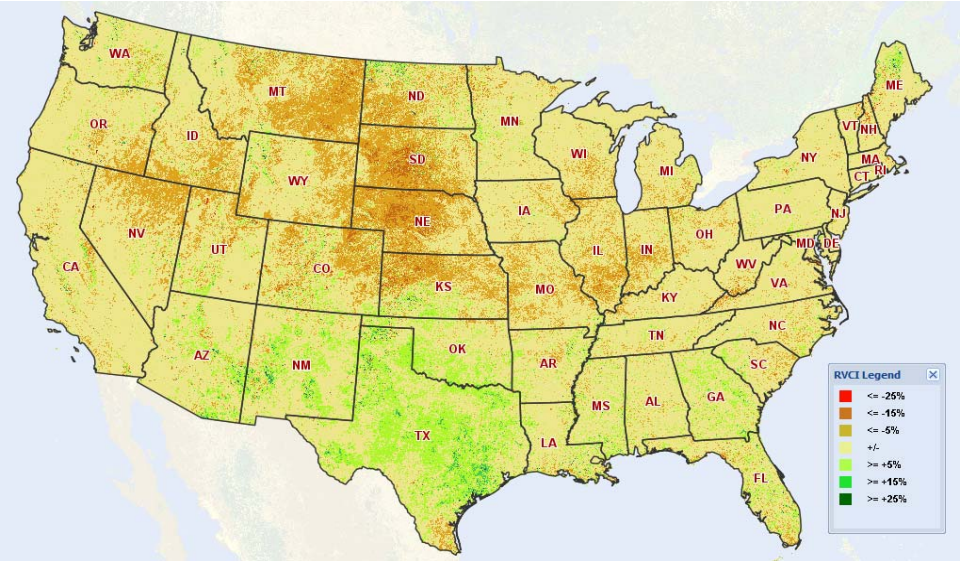 WA
MT
ND
MN
ME
OR
ID
SD
WI
MI
NY
VT
NH
MA
RI
CT
WY
NE
IA
PA
NJ
NV
UT
CO
IL
IN
OH
MD
DE
CA
KS
MO
WV
VA
KY
AZ
NM
OK
AR
TN
NC
SC
TX
LA
MS
AL
GA
FL
RVCI Legend
<= -25%
<= -15%
<= -5%
+/-
>= +5%
>= +15%
>= +25%